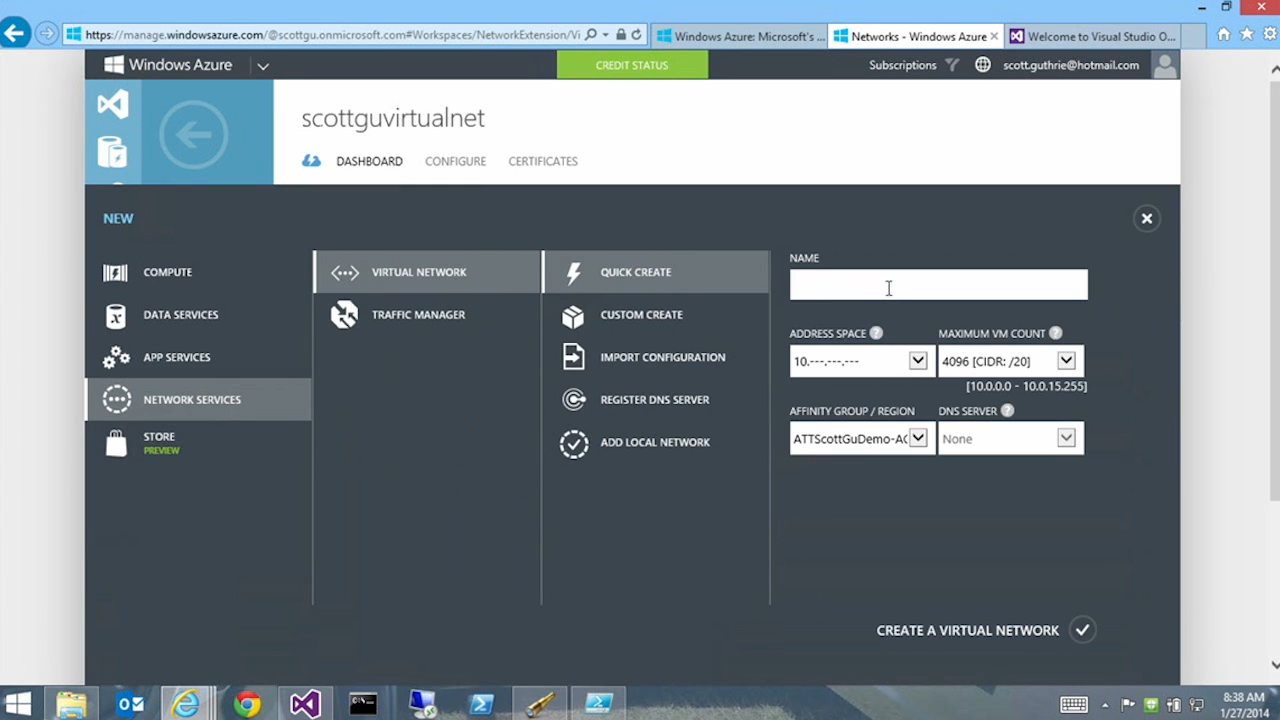 https://manage.windowsazure.com/@scottgu.onmicrosoft.com#Workspaces/NetworkExtension/Vi
Windows Azure: Microsoft's ...
Networks - Windows Azure
Welcome to Visual Studio O...
Windows Azure
CREDIT STATUS
Subscriptions
scott.guthrie@hotmail.com
scottguvirtualnet
DASHBOARD
CONFIGURE
CERTIFICATES
NEW
COMPUTE
DATA SERVICES
APP SERVICES
NETWORK SERVICES
STORE
PREVIEW
VIRTUAL NETWORK
TRAFFIC MANAGER
QUICK CREATE
CUSTOM CREATE
IMPORT CONFIGURATION
REGISTER DNS SERVER
ADD LOCAL NETWORK
NAME
ADDRESS SPACE ?
MAXIMUM VM COUNT ?
10.---.---.---
4096 [CIDR: /20]
[10.0.0.0 - 10.0.15.255]
AFFINITY GROUP / REGION
DNS SERVER ?
ATTScottGuDemo-AG
None
CREATE A VIRTUAL NETWORK
8:38 AM
1/27/2014